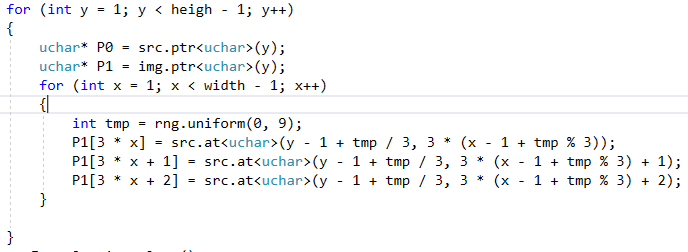 for (int y = 1; y < heigh - 1; y++)
{
uchar* P0 = src.ptr<uchar>(y);
uchar* P1 = img.ptr<uchar>(y);
for (int x = 1; x < width - 1; x++)
{
int tmp = rng.uniform(0, 9);
P1[3 * x] = src.at<uchar>(y - 1 + tmp / 3, 3 * (x - 1 + tmp % 3));
P1[3 * x + 1] = src.at<uchar>(y - 1 + tmp / 3, 3 * (x - 1 + tmp % 3) + 1);
P1[3 * x + 2] = src.at<uchar>(y - 1 + tmp / 3, 3 * (x - 1 + tmp % 3) + 2);
}
}